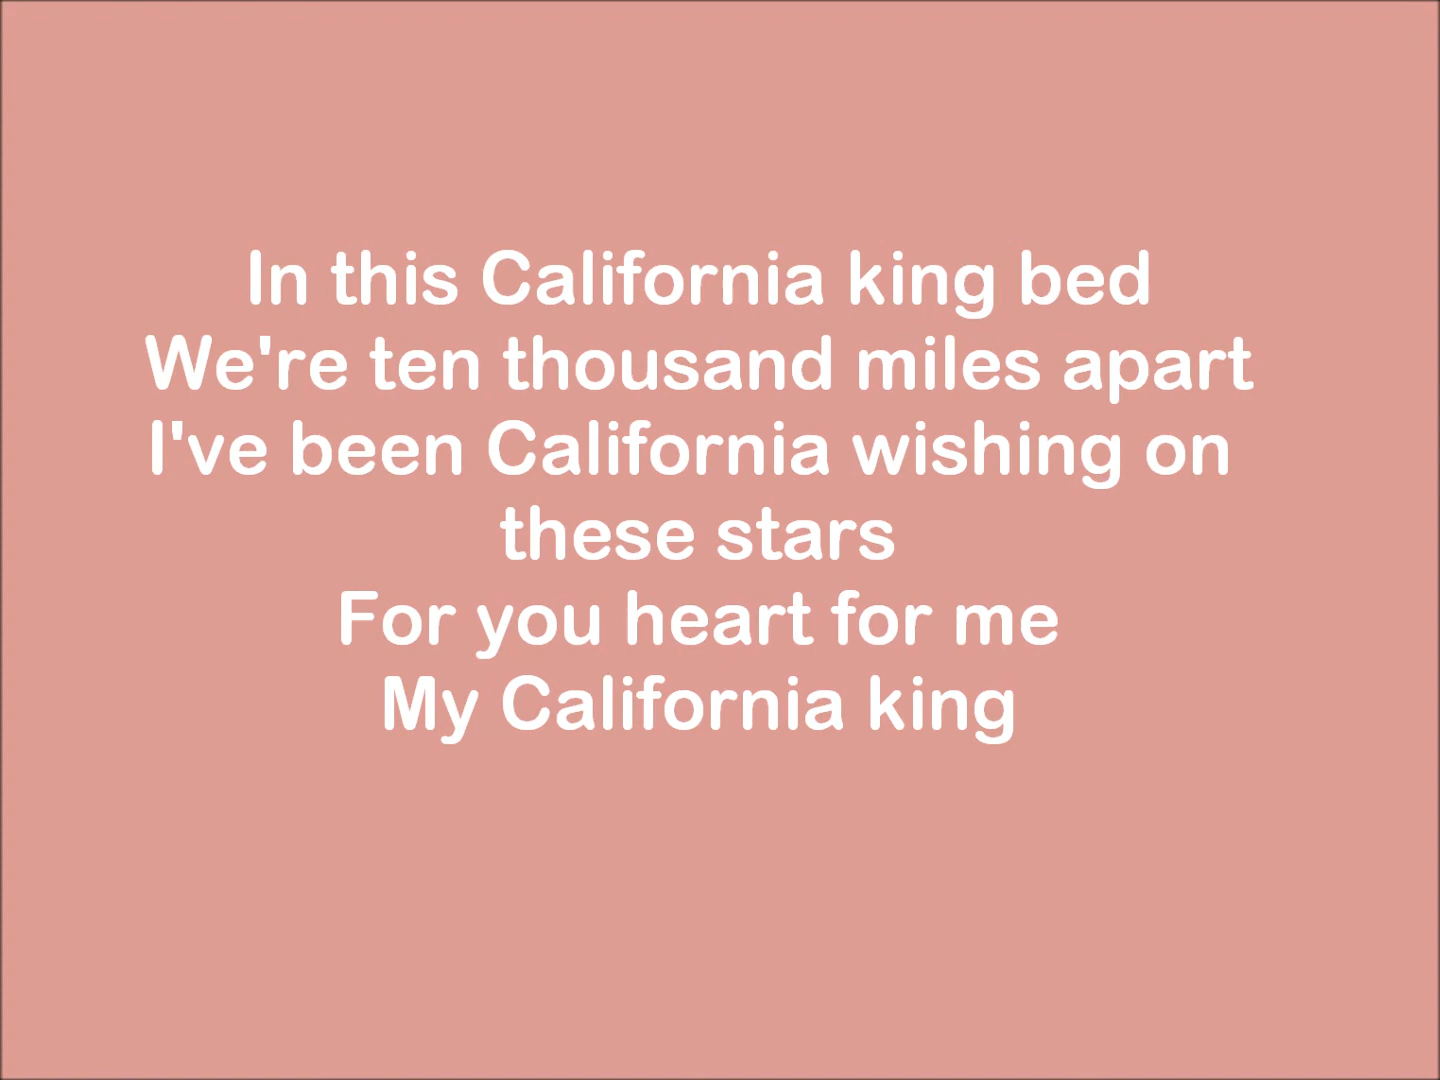 In this California king bed
We're ten thousand miles apart
I've been California wishing on
these stars
For you heart for me
My California king